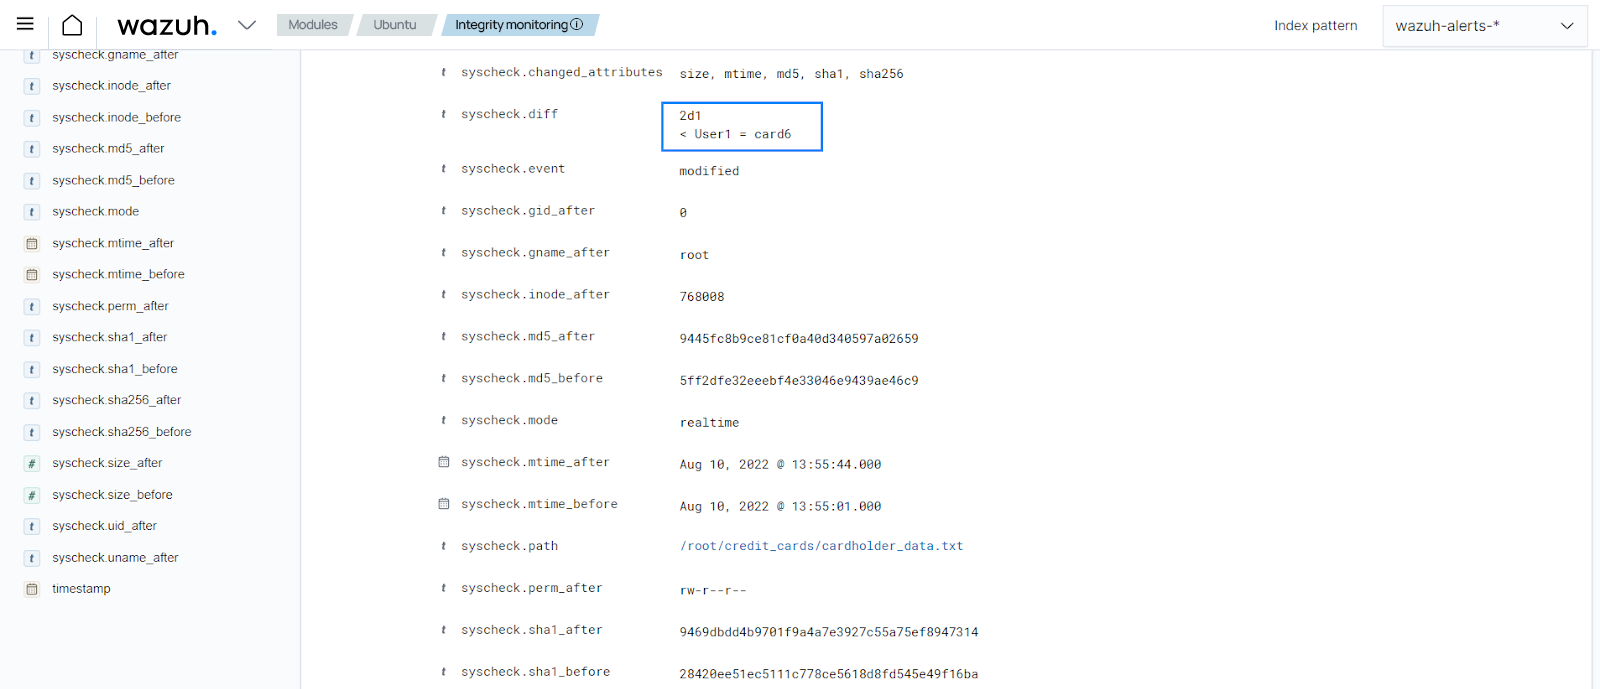 wazuh. Modules Ubuntu Integrity monitoring Index pattern wazuh-alerts-*
t syscheck.gname_after
t syscheck.inode_after
t syscheck.inode_before
t syscheck.md5_after
t syscheck.md5_before
t syscheck.mode
syscheck.mtime_after
syscheck.mtime_before
t syscheck.perm_after
t syscheck.sha1_after
t syscheck.sha1_before
t syscheck.sha256_after
t syscheck.sha256_before
# syscheck.size_after
# syscheck.size_before
t syscheck.uid_after
t syscheck.uname_after
timestamp
t syscheck.changed_attributes size, mtime, md5, sha1, sha256
t syscheck.diff 2d1
< User1 = card6
t syscheck.event modified
t syscheck.gid_after 0
t syscheck.gname_after root
t syscheck.inode_after 768008
t syscheck.md5_after 9445fc8b9ce81cf0a40d340597a02659
t syscheck.md5_before 5ff2dfe32eeebf4e33046e9439ae46c9
t syscheck.mode realtime
syscheck.mtime_after Aug 10, 2022 @ 13:55:44.000
syscheck.mtime_before Aug 10, 2022 @ 13:55:01.000
t syscheck.path /root/credit_cards/cardholder_data.txt
t syscheck.perm_after rw-r--r--
t syscheck.sha1_after 9469dbdd4b9701f9a4a7e3927c55a75ef8947314
t syscheck.sha1_before 28420ee51ec5111c778ce5618d8fd545e49f16ba